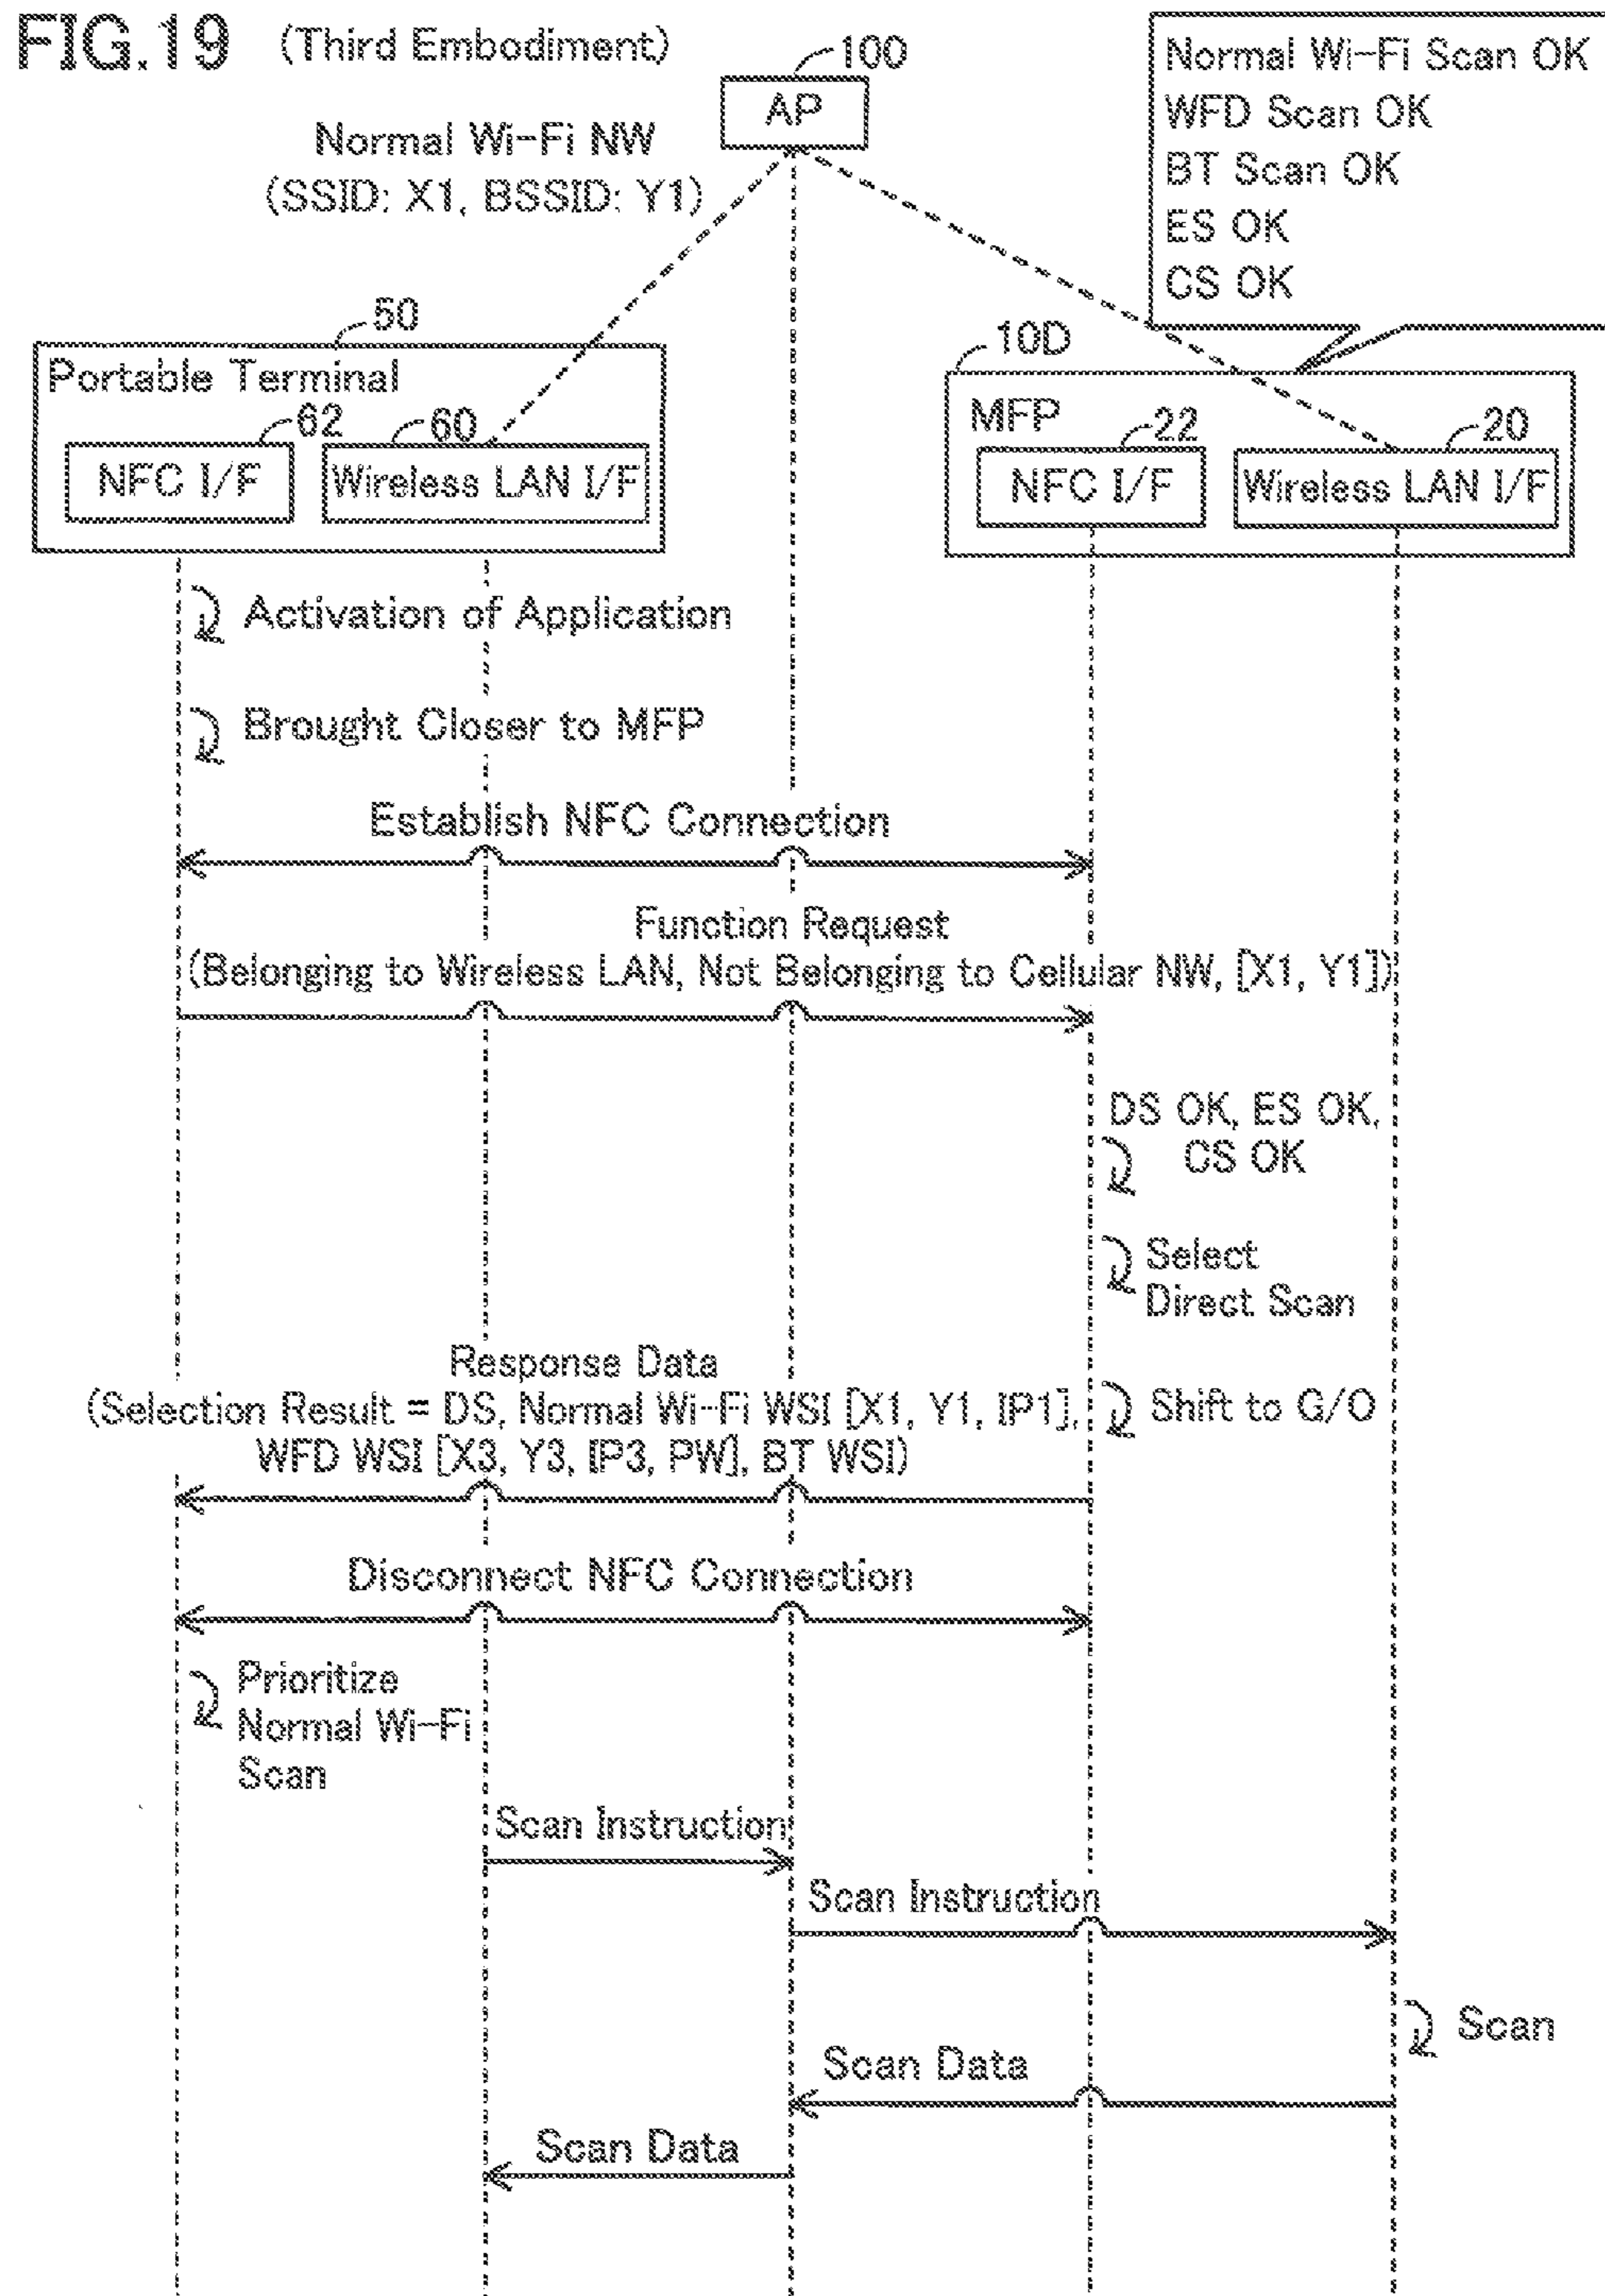 FIG.19 (Third Embodiment)
100
AP
Normal Wi-Fi NW
(SSID: X1, BSSID: Y1)
Normal Wi-Fi Scan OK
WFD Scan OK
BT Scan OK
ES OK
CS OK
50
Portable Terminal
62
60
NFC I/F
Wireless LAN I/F
10D
MFP
22
20
NFC I/F
Wireless LAN I/F
Activation of Application
Brought Closer to MFP
Establish NFC Connection
Function Request
(Belonging to Wireless LAN, Not Belonging to Cellular NW, [X1, Y1])
DS OK, ES OK,
CS OK
Select
Direct Scan
Response Data
(Selection Result = DS, Normal Wi-Fi WSI [X1, Y1, IP1],
WFD WSI [X3, Y3, IP3, PW], BT WSI)
Shift to G/O
Disconnect NFC Connection
Prioritize
Normal Wi-Fi
Scan
Scan Instruction
Scan Instruction
Scan
Scan Data
Scan Data